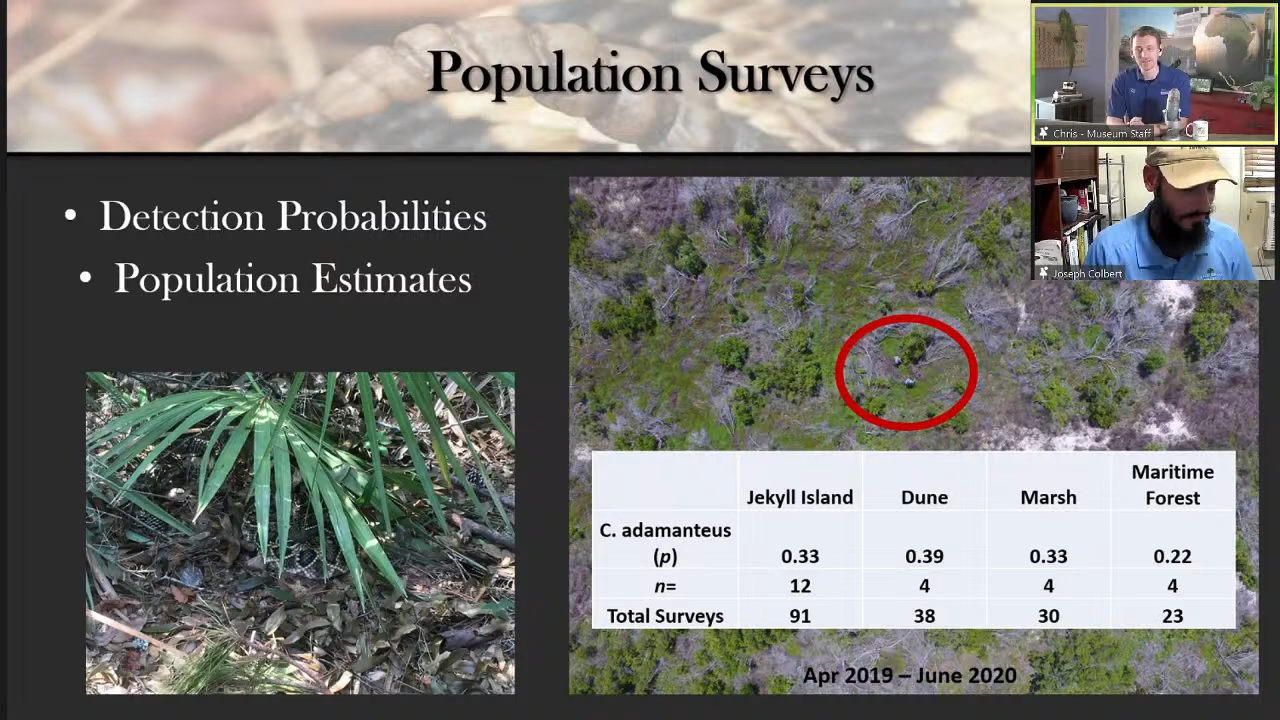 Population Surveys
Chris - Museum Staff
Joseph Colbert
• Detection Probabilities
• Population Estimates
Jekyll Island Dune Marsh Maritime Forest
C. adamanteus (p) 0.33 0.39 0.33 0.22
n= 12 4 4 4
Total Surveys 91 38 30 23
Apr 2019 – June 2020